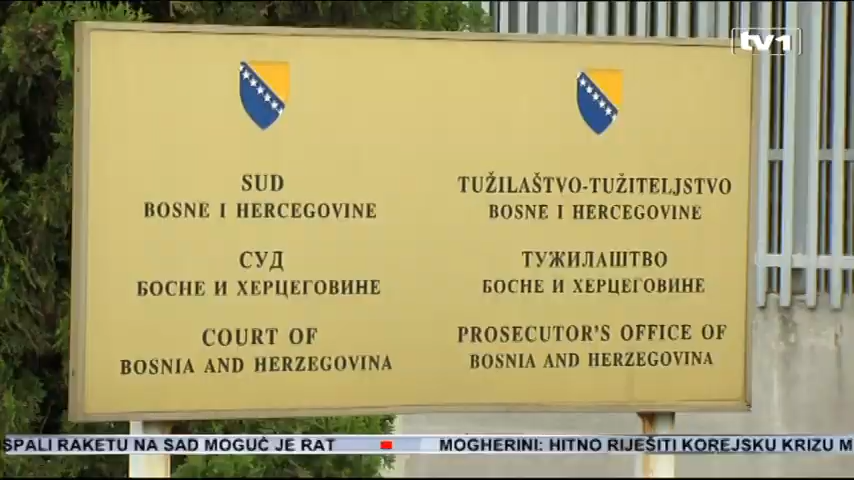 tv1
SUD
BOSNE I HERCEGOVINE
СУД
БОСНЕ И ХЕРЦЕГОВИНЕ
COURT OF
BOSNIA AND HERZEGOVINA
TUŽILAŠTVO-TUŽITELJSTVO
BOSNE I HERCEGOVINE
ТУЖИЛАШТВО
БОСНЕ И ХЕРЦЕГОВИНЕ
PROSECUTOR'S OFFICE OF
BOSNIA AND HERZEGOVINA
SPALI RAKETU NA SAD MOGUĆ JE RAT MOGHERINI: HITNO RIJEŠITI KOREJSKU KRIZU M